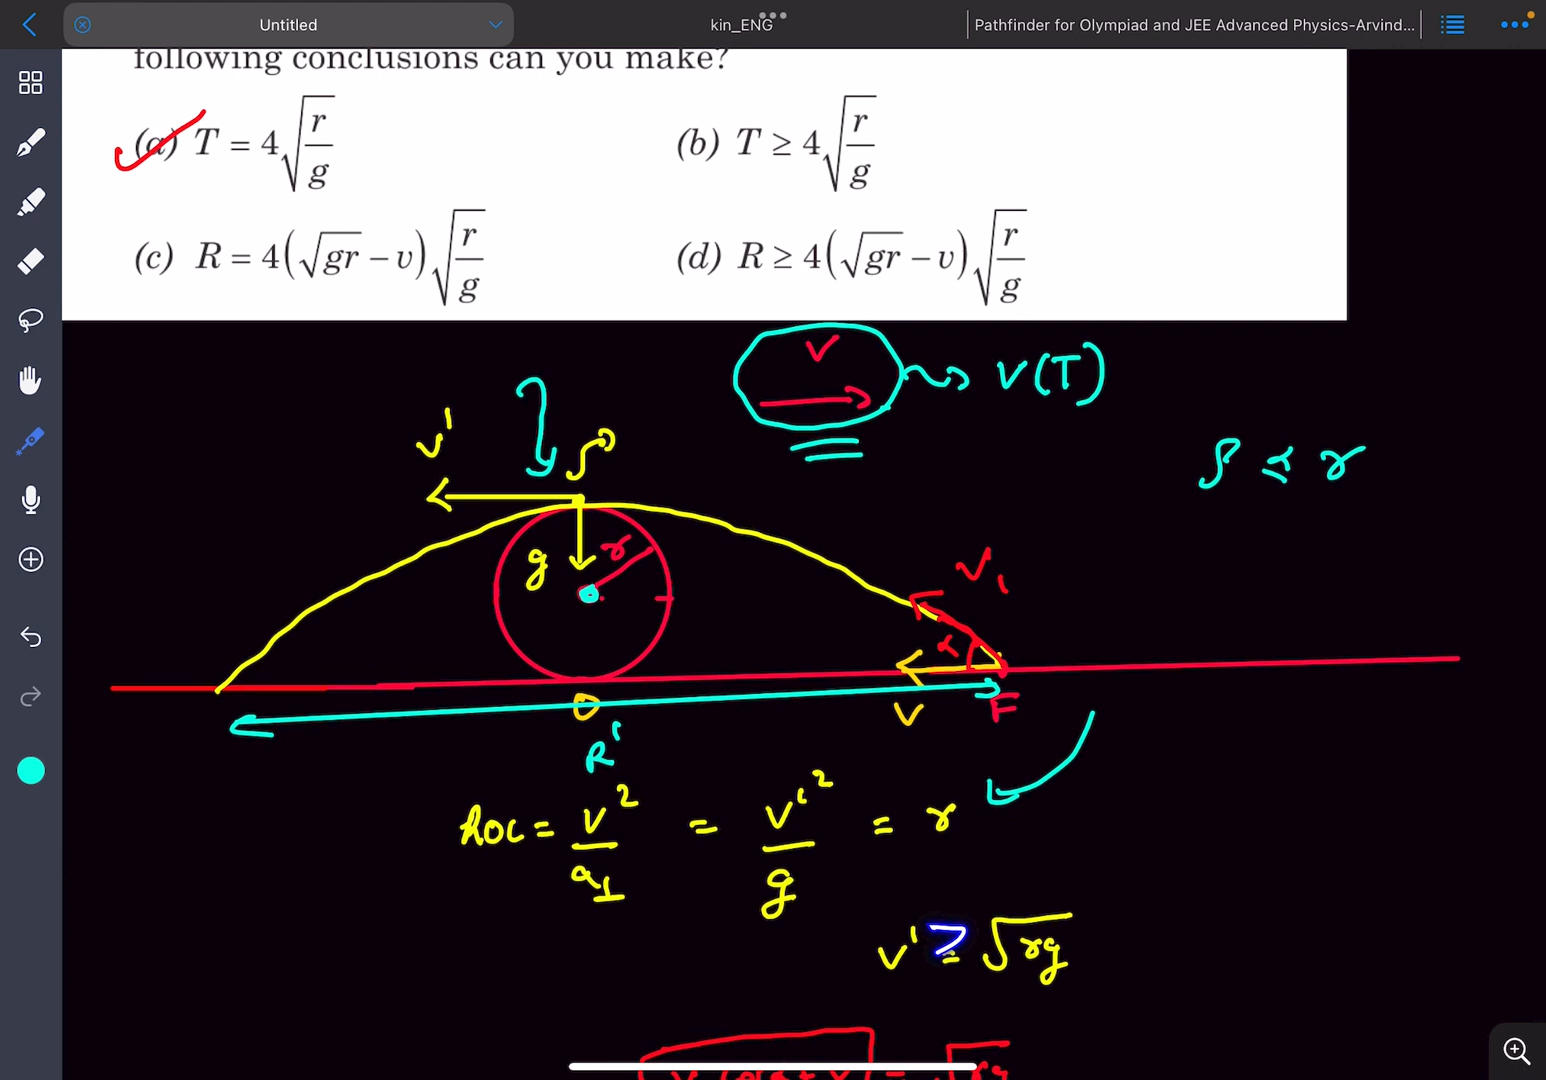 Untitled
kin_ENG
Pathfinder for Olympiad and JEE Advanced Physics-Arvind...
following conclusions can you make?
(a) T = 4√(r/g)
(b) T ≥ 4√(r/g)
(c) R = 4(√gr − v)√(r/g)
(d) R ≥ 4(√gr − v)√(r/g)
v
v(T)
v'
g
r
v
F
R'
ROC = v²/a⊥ = v'²/g = r
v' ≥ √rg